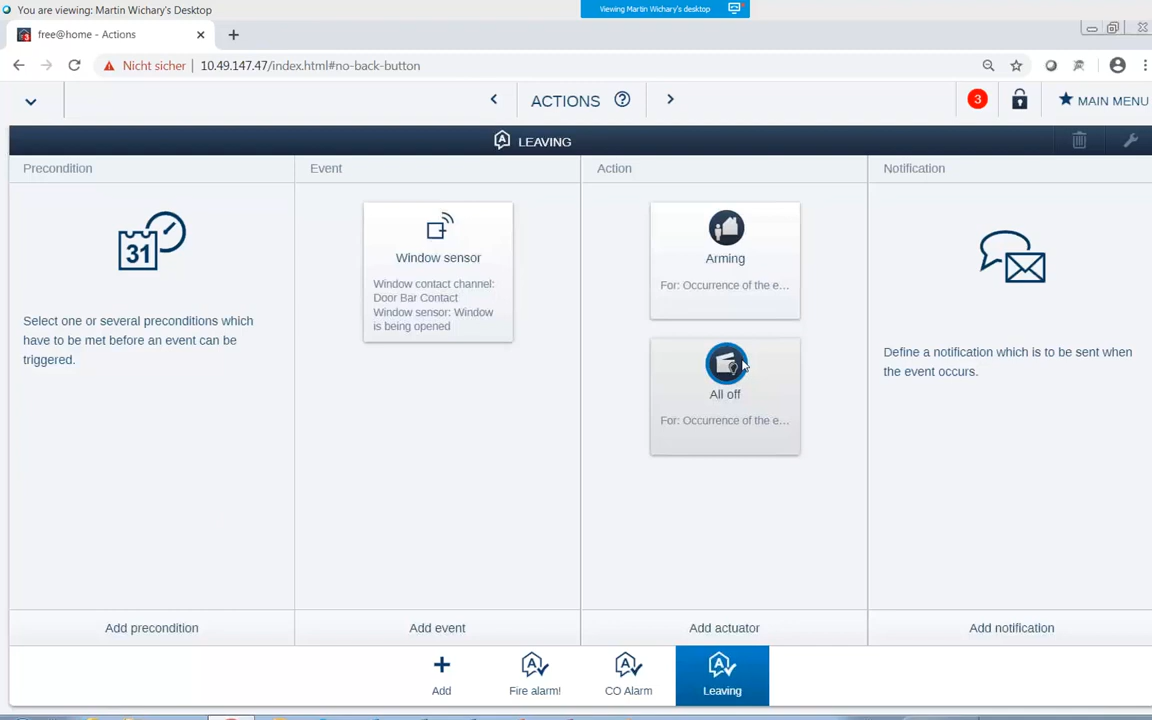 You are viewing: Martin Wichary's Desktop
Viewing Martin Wichary's desktop
free@home - Actions
Nicht sicher
10.49.147.47/index.html#no-back-button
ACTIONS
3
MAIN MENU
LEAVING
Precondition
Event
Action
Notification
31
Select one or several preconditions which
have to be met before an event can be
triggered.
Window sensor
Window contact channel:
Door Bar Contact
Window sensor: Window
is being opened
Arming
For: Occurrence of the e...
All off
For: Occurrence of the e...
Define a notification which is to be sent when
the event occurs.
Add precondition
Add event
Add actuator
Add notification
Add
Fire alarm!
CO Alarm
Leaving